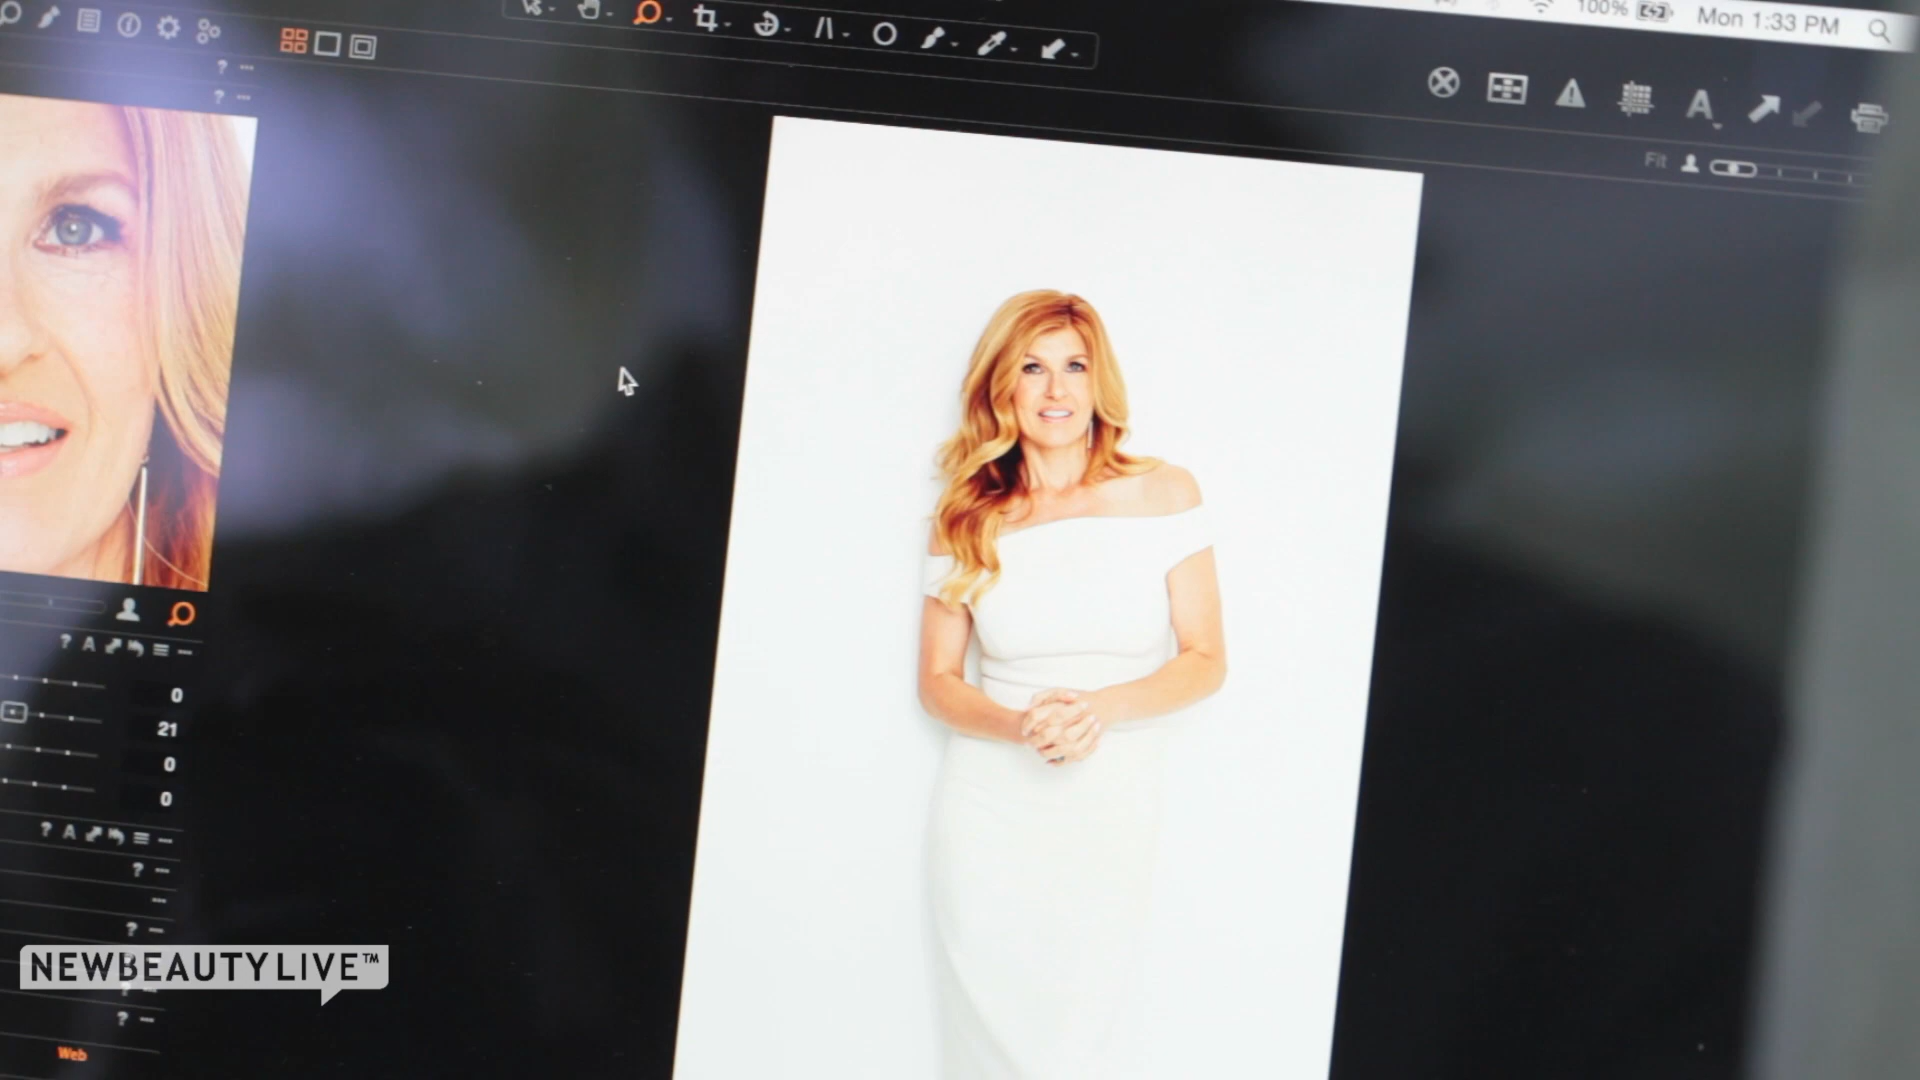 100% Mon 1:33 PM
A
Fit
? A
0
21
0
0
? A
?
?
NEWBEAUTYLIVE™
?
Web